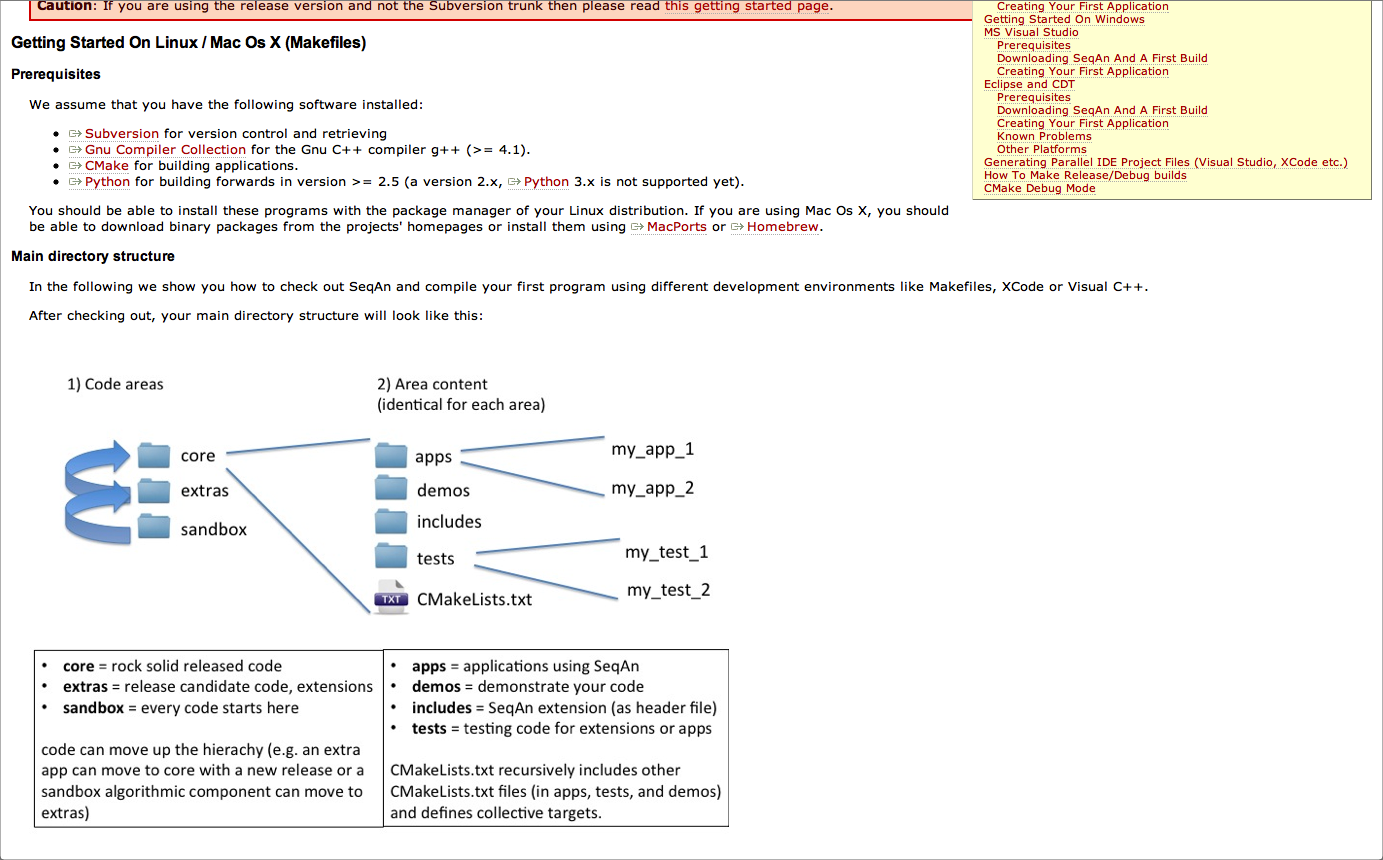 Caution: If you are using the release version and not the Subversion trunk then please read this getting started page.
Getting Started On Linux / Mac Os X (Makefiles)
Prerequisites
We assume that you have the following software installed:
• Subversion for version control and retrieving
• Gnu Compiler Collection for the Gnu C++ compiler g++ (>= 4.1).
• CMake for building applications.
• Python for building forwards in version >= 2.5 (a version 2.x, Python 3.x is not supported yet).
You should be able to install these programs with the package manager of your Linux distribution. If you are using Mac Os X, you should
be able to download binary packages from the projects' homepages or install them using MacPorts or Homebrew.
Creating Your First Application
Getting Started On Windows
MS Visual Studio
Prerequisites
Downloading SeqAn And A First Build
Creating Your First Application
Eclipse and CDT
Prerequisites
Downloading SeqAn And A First Build
Creating Your First Application
Known Problems
Other Platforms
Generating Parallel IDE Project Files (Visual Studio, XCode etc.)
How To Make Release/Debug builds
CMake Debug Mode
Main directory structure
In the following we show you how to check out SeqAn and compile your first program using different development environments like Makefiles, XCode or Visual C++.
After checking out, your main directory structure will look like this:
1) Code areas
core
extras
sandbox
2) Area content
(identical for each area)
apps
demos
includes
tests
TXT CMakeLists.txt
my_app_1
my_app_2
my_test_1
my_test_2
• core = rock solid released code
• extras = release candidate code, extensions
• sandbox = every code starts here
code can move up the hierachy (e.g. an extra
app can move to core with a new release or a
sandbox algorithmic component can move to
extras)
• apps = applications using SeqAn
• demos = demonstrate your code
• includes = SeqAn extension (as header file)
• tests = testing code for extensions or apps
CMakeLists.txt recursively includes other
CMakeLists.txt files (in apps, tests, and demos)
and defines collective targets.